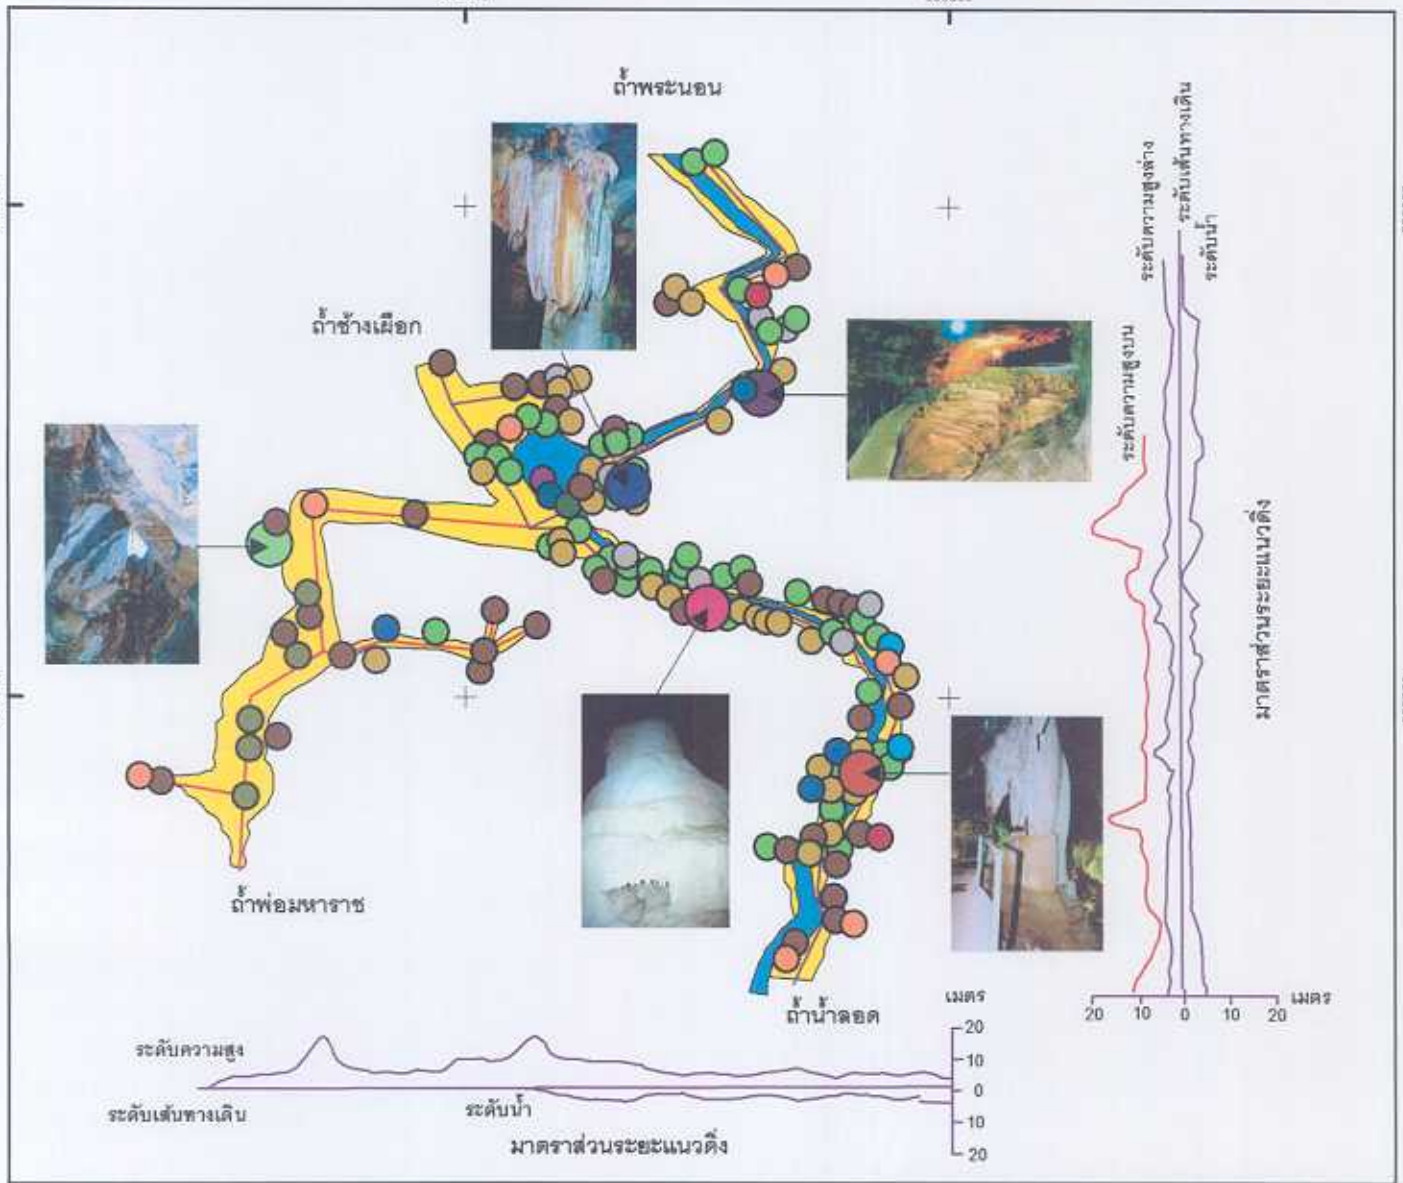 ถ้ำพระนอน
ถ้ำช้างเผือก
ถ้ำพ่อมหาราช
ถ้ำน้ำลอด
ระดับความสูงล่าง
ระดับเส้นทางเดิน
ระดับน้ำ
ระดับความสูงบน
มาตราส่วนระยะแนวดิ่ง
20 10 0 10 20 เมตร
เมตร
20
10
0
10
20
ระดับความสูง
ระดับเส้นทางเดิน
ระดับน้ำ
มาตราส่วนระยะแนวดิ่ง